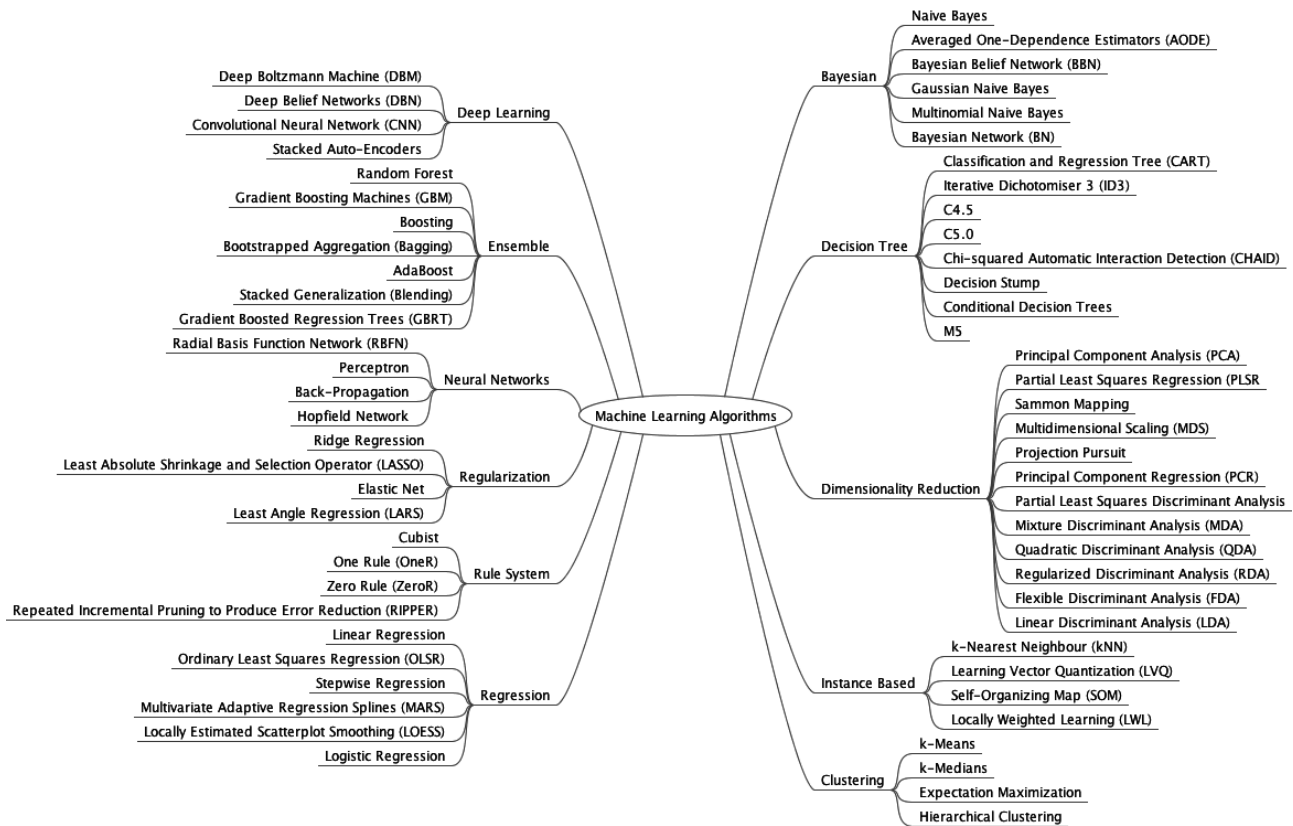 Machine Learning Algorithms
Deep Learning
Deep Boltzmann Machine (DBM)
Deep Belief Networks (DBN)
Convolutional Neural Network (CNN)
Stacked Auto-Encoders
Ensemble
Random Forest
Gradient Boosting Machines (GBM)
Boosting
Bootstrapped Aggregation (Bagging)
AdaBoost
Stacked Generalization (Blending)
Gradient Boosted Regression Trees (GBRT)
Neural Networks
Radial Basis Function Network (RBFN)
Perceptron
Back-Propagation
Hopfield Network
Regularization
Ridge Regression
Least Absolute Shrinkage and Selection Operator (LASSO)
Elastic Net
Least Angle Regression (LARS)
Rule System
Cubist
One Rule (OneR)
Zero Rule (ZeroR)
Repeated Incremental Pruning to Produce Error Reduction (RIPPER)
Regression
Linear Regression
Ordinary Least Squares Regression (OLSR)
Stepwise Regression
Multivariate Adaptive Regression Splines (MARS)
Locally Estimated Scatterplot Smoothing (LOESS)
Logistic Regression
Bayesian
Naive Bayes
Averaged One-Dependence Estimators (AODE)
Bayesian Belief Network (BBN)
Gaussian Naive Bayes
Multinomial Naive Bayes
Bayesian Network (BN)
Decision Tree
Classification and Regression Tree (CART)
Iterative Dichotomiser 3 (ID3)
C4.5
C5.0
Chi-squared Automatic Interaction Detection (CHAID)
Decision Stump
Conditional Decision Trees
M5
Dimensionality Reduction
Principal Component Analysis (PCA)
Partial Least Squares Regression (PLSR
Sammon Mapping
Multidimensional Scaling (MDS)
Projection Pursuit
Principal Component Regression (PCR)
Partial Least Squares Discriminant Analysis
Mixture Discriminant Analysis (MDA)
Quadratic Discriminant Analysis (QDA)
Regularized Discriminant Analysis (RDA)
Flexible Discriminant Analysis (FDA)
Linear Discriminant Analysis (LDA)
Instance Based
k-Nearest Neighbour (kNN)
Learning Vector Quantization (LVQ)
Self-Organizing Map (SOM)
Locally Weighted Learning (LWL)
Clustering
k-Means
k-Medians
Expectation Maximization
Hierarchical Clustering